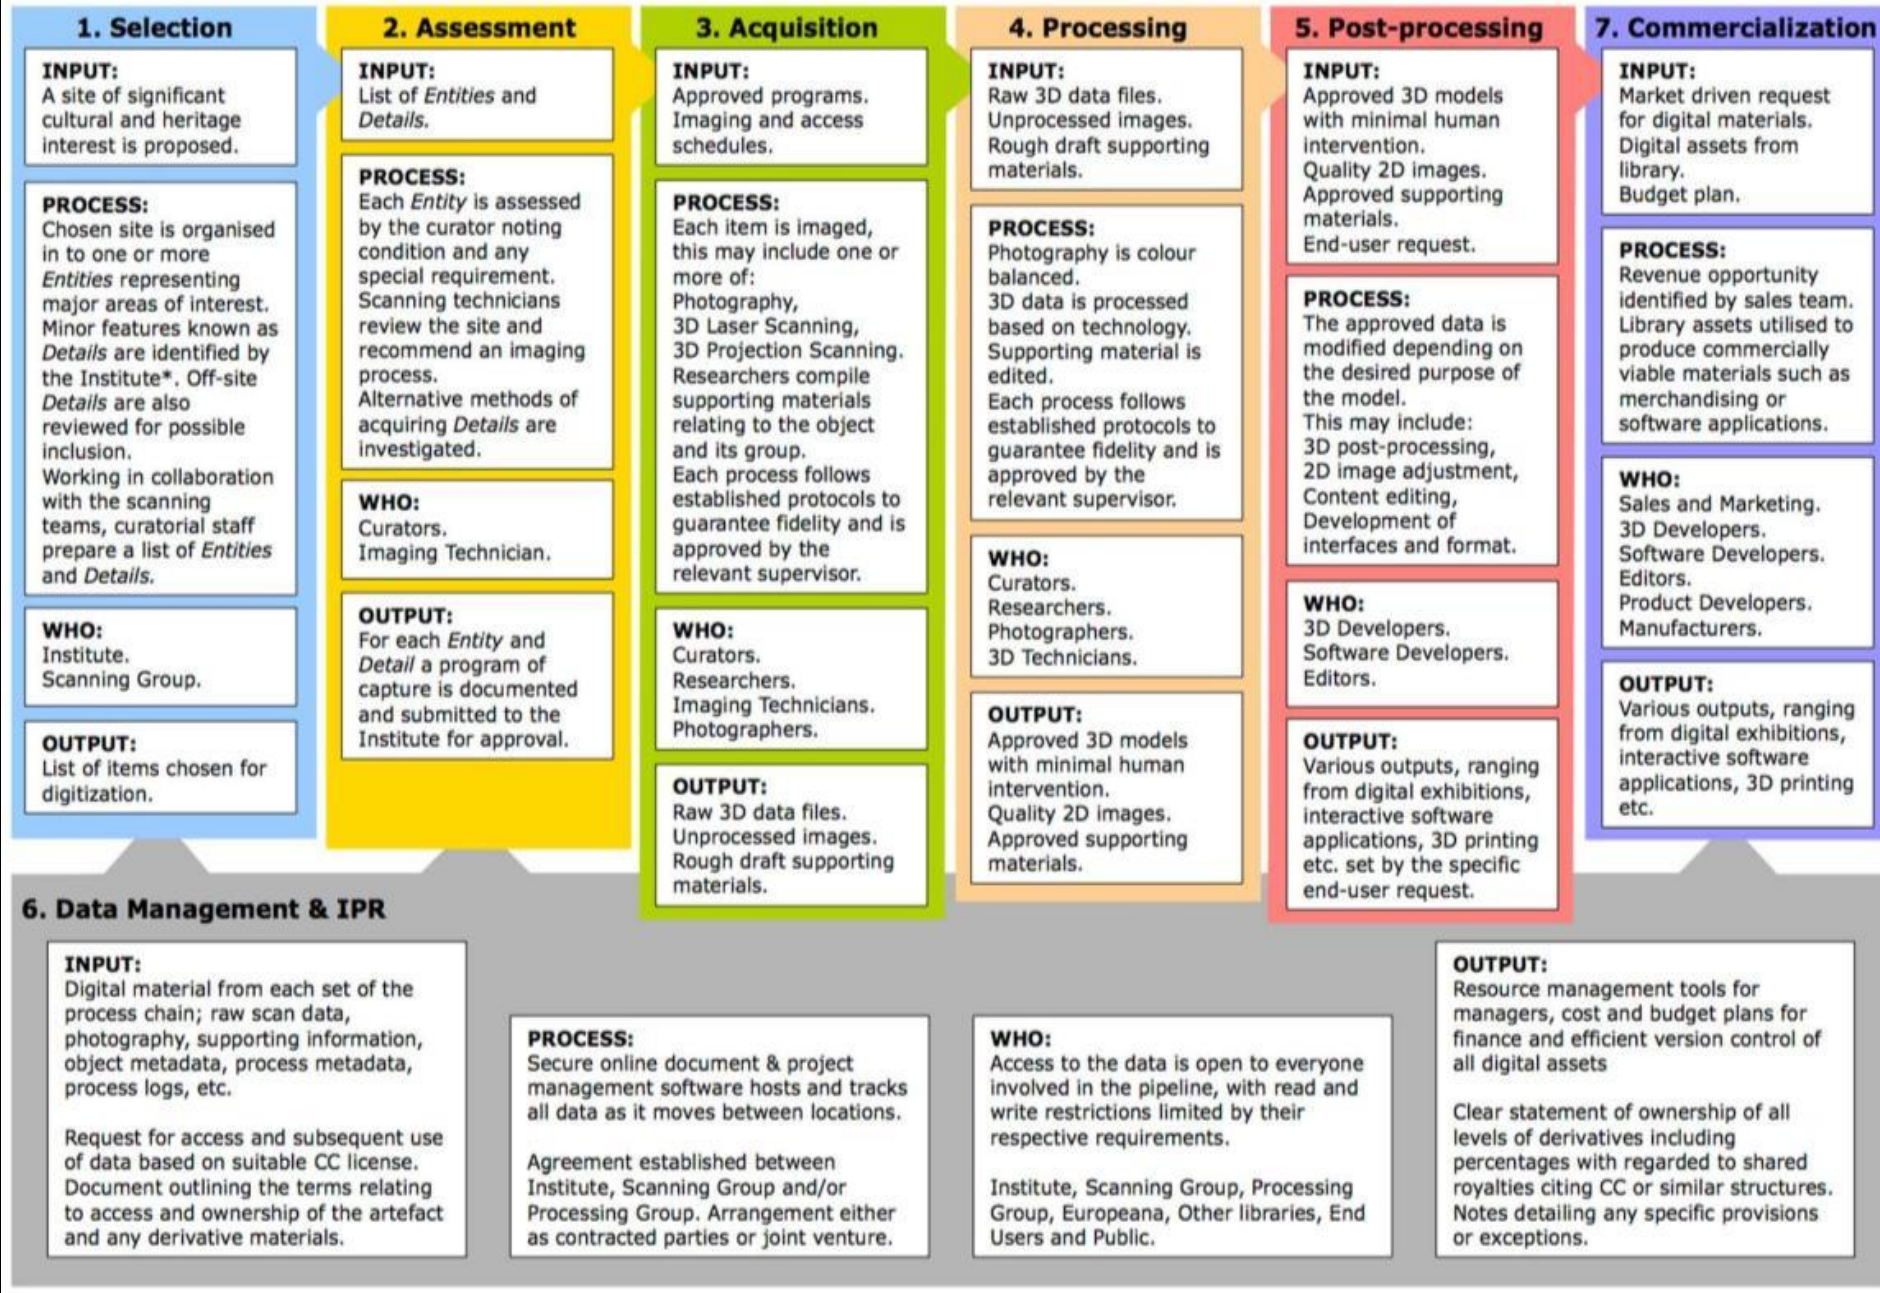 1. Selection
INPUT:
A site of significant
cultural and heritage
interest is proposed.
PROCESS:
Chosen site is organised
in to one or more
Entities representing
major areas of interest.
Minor features known as
Details are identified by
the Institute*. Off-site
Details are also
reviewed for possible
inclusion.
Working in collaboration
with the scanning
teams, curatorial staff
prepare a list of Entities
and Details.
WHO:
Institute.
Scanning Group.
OUTPUT:
List of items chosen for
digitization.
2. Assessment
INPUT:
List of Entities and
Details.
PROCESS:
Each Entity is assessed
by the curator noting
condition and any
special requirement.
Scanning technicians
review the site and
recommend an imaging
process.
Alternative methods of
acquiring Details are
investigated.
WHO:
Curators.
Imaging Technician.
OUTPUT:
For each Entity and
Detail a program of
capture is documented
and submitted to the
Institute for approval.
3. Acquisition
INPUT:
Approved programs.
Imaging and access
schedules.
PROCESS:
Each item is imaged,
this may include one or
more of:
Photography,
3D Laser Scanning,
3D Projection Scanning.
Researchers compile
supporting materials
relating to the object
and its group.
Each process follows
established protocols to
guarantee fidelity and is
approved by the
relevant supervisor.
WHO:
Curators.
Researchers.
Imaging Technicians.
Photographers.
OUTPUT:
Raw 3D data files.
Unprocessed images.
Rough draft supporting
materials.
4. Processing
INPUT:
Raw 3D data files.
Unprocessed images.
Rough draft supporting
materials.
PROCESS:
Photography is colour
balanced.
3D data is processed
based on technology.
Supporting material is
edited.
Each process follows
established protocols to
guarantee fidelity and is
approved by the
relevant supervisor.
WHO:
Curators.
Researchers.
Photographers.
3D Technicians.
OUTPUT:
Approved 3D models
with minimal human
intervention.
Quality 2D images.
Approved supporting
materials.
5. Post-processing
INPUT:
Approved 3D models
with minimal human
intervention.
Quality 2D images.
Approved supporting
materials.
End-user request.
PROCESS:
The approved data is
modified depending on
the desired purpose of
the model.
This may include:
3D post-processing,
2D image adjustment,
Content editing,
Development of
interfaces and format.
WHO:
3D Developers.
Software Developers.
Editors.
OUTPUT:
Various outputs, ranging
from digital exhibitions,
interactive software
applications, 3D printing
etc. set by the specific
end-user request.
7. Commercialization
INPUT:
Market driven request
for digital materials.
Digital assets from
library.
Budget plan.
PROCESS:
Revenue opportunity
identified by sales team.
Library assets utilised to
produce commercially
viable materials such as
merchandising or
software applications.
WHO:
Sales and Marketing.
3D Developers.
Software Developers.
Editors.
Product Developers.
Manufacturers.
OUTPUT:
Various outputs, ranging
from digital exhibitions,
interactive software
applications, 3D printing
etc.
6. Data Management & IPR
INPUT:
Digital material from each set of the
process chain; raw scan data,
photography, supporting information,
object metadata, process metadata,
process logs, etc.
Request for access and subsequent use
of data based on suitable CC license.
Document outlining the terms relating
to access and ownership of the artefact
and any derivative materials.
PROCESS:
Secure online document & project
management software hosts and tracks
all data as it moves between locations.
Agreement established between
Institute, Scanning Group and/or
Processing Group. Arrangement either
as contracted parties or joint venture.
WHO:
Access to the data is open to everyone
involved in the pipeline, with read and
write restrictions limited by their
respective requirements.
Institute, Scanning Group, Processing
Group, Europeana, Other libraries, End
Users and Public.
OUTPUT:
Resource management tools for
managers, cost and budget plans for
finance and efficient version control of
all digital assets
Clear statement of ownership of all
levels of derivatives including
percentages with regarded to shared
royalties citing CC or similar structures.
Notes detailing any specific provisions
or exceptions.